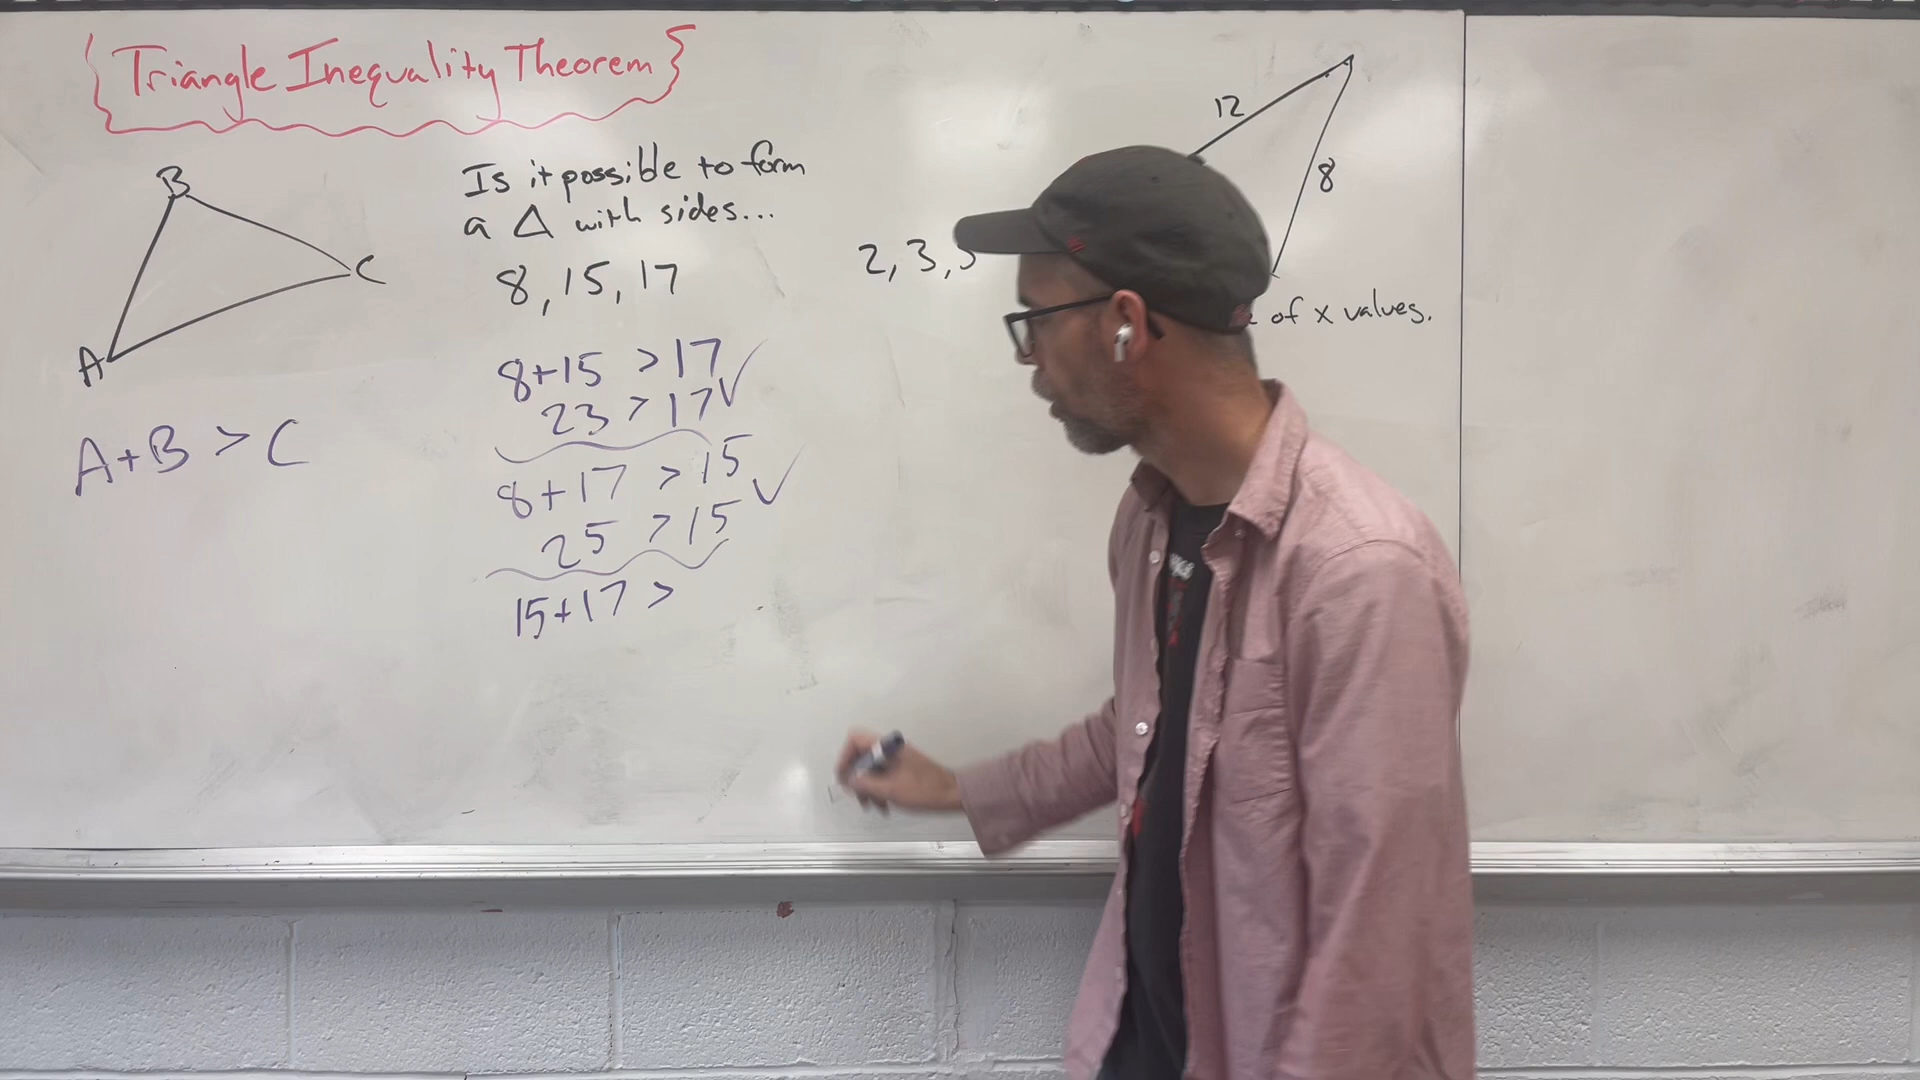 Triangle Inequality Theorem
B
C
A
A+B > C
Is it possible to form
a △ with sides...
8, 15, 17
8+15 > 17
23 > 17 ✓
8+17 > 15
25 > 15 ✓
15+17 >
2, 3,
12
8
of x values.